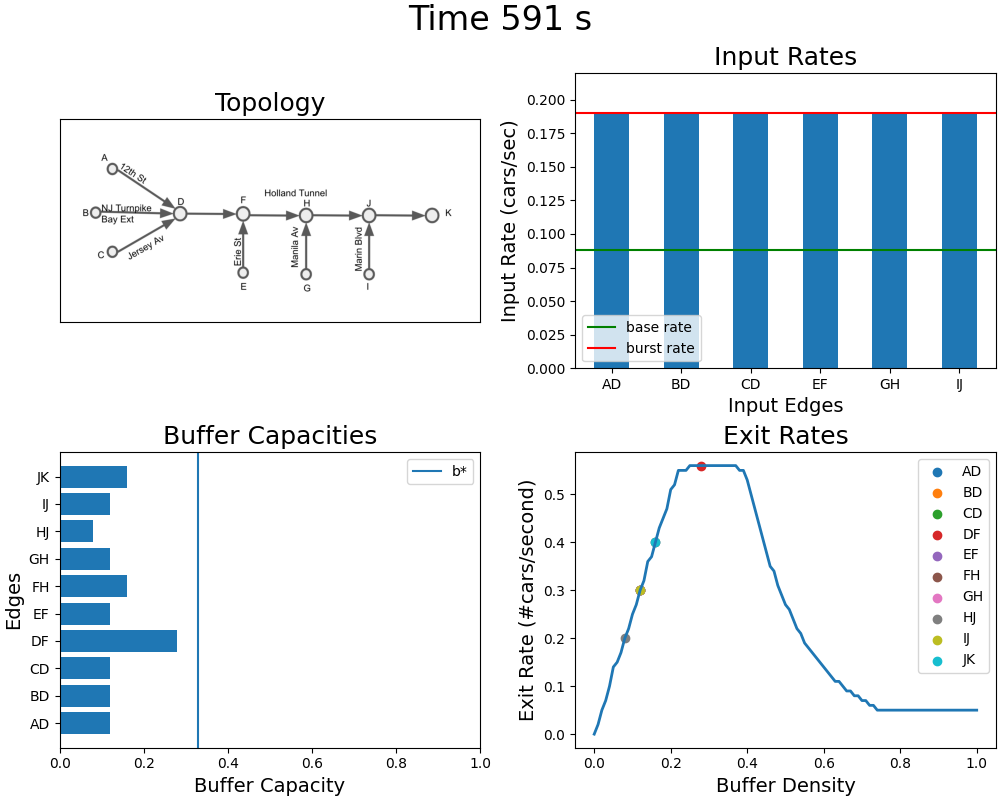 Time 591 s
Topology
A
12th St
B
NJ Turnpike
Bay Ext
C
Jersey Av
D
F
Holland Tunnel
H
J
K
Erie St
Manila Av
Marin Blvd
E
G
I
Input Rates
Input Rate (cars/sec)
0.200
0.175
0.150
0.125
0.100
0.075
0.050
0.025
0.000
base rate
burst rate
AD BD CD EF GH IJ
Input Edges
Buffer Capacities
Edges
JK
IJ
HJ
GH
FH
EF
DF
CD
BD
AD
b*
0.0 0.2 0.4 0.6 0.8 1.0
Buffer Capacity
Exit Rates
Exit Rate (#cars/second)
0.5
0.4
0.3
0.2
0.1
0.0
AD
BD
CD
DF
EF
FH
GH
HJ
IJ
JK
0.0 0.2 0.4 0.6 0.8 1.0
Buffer Density